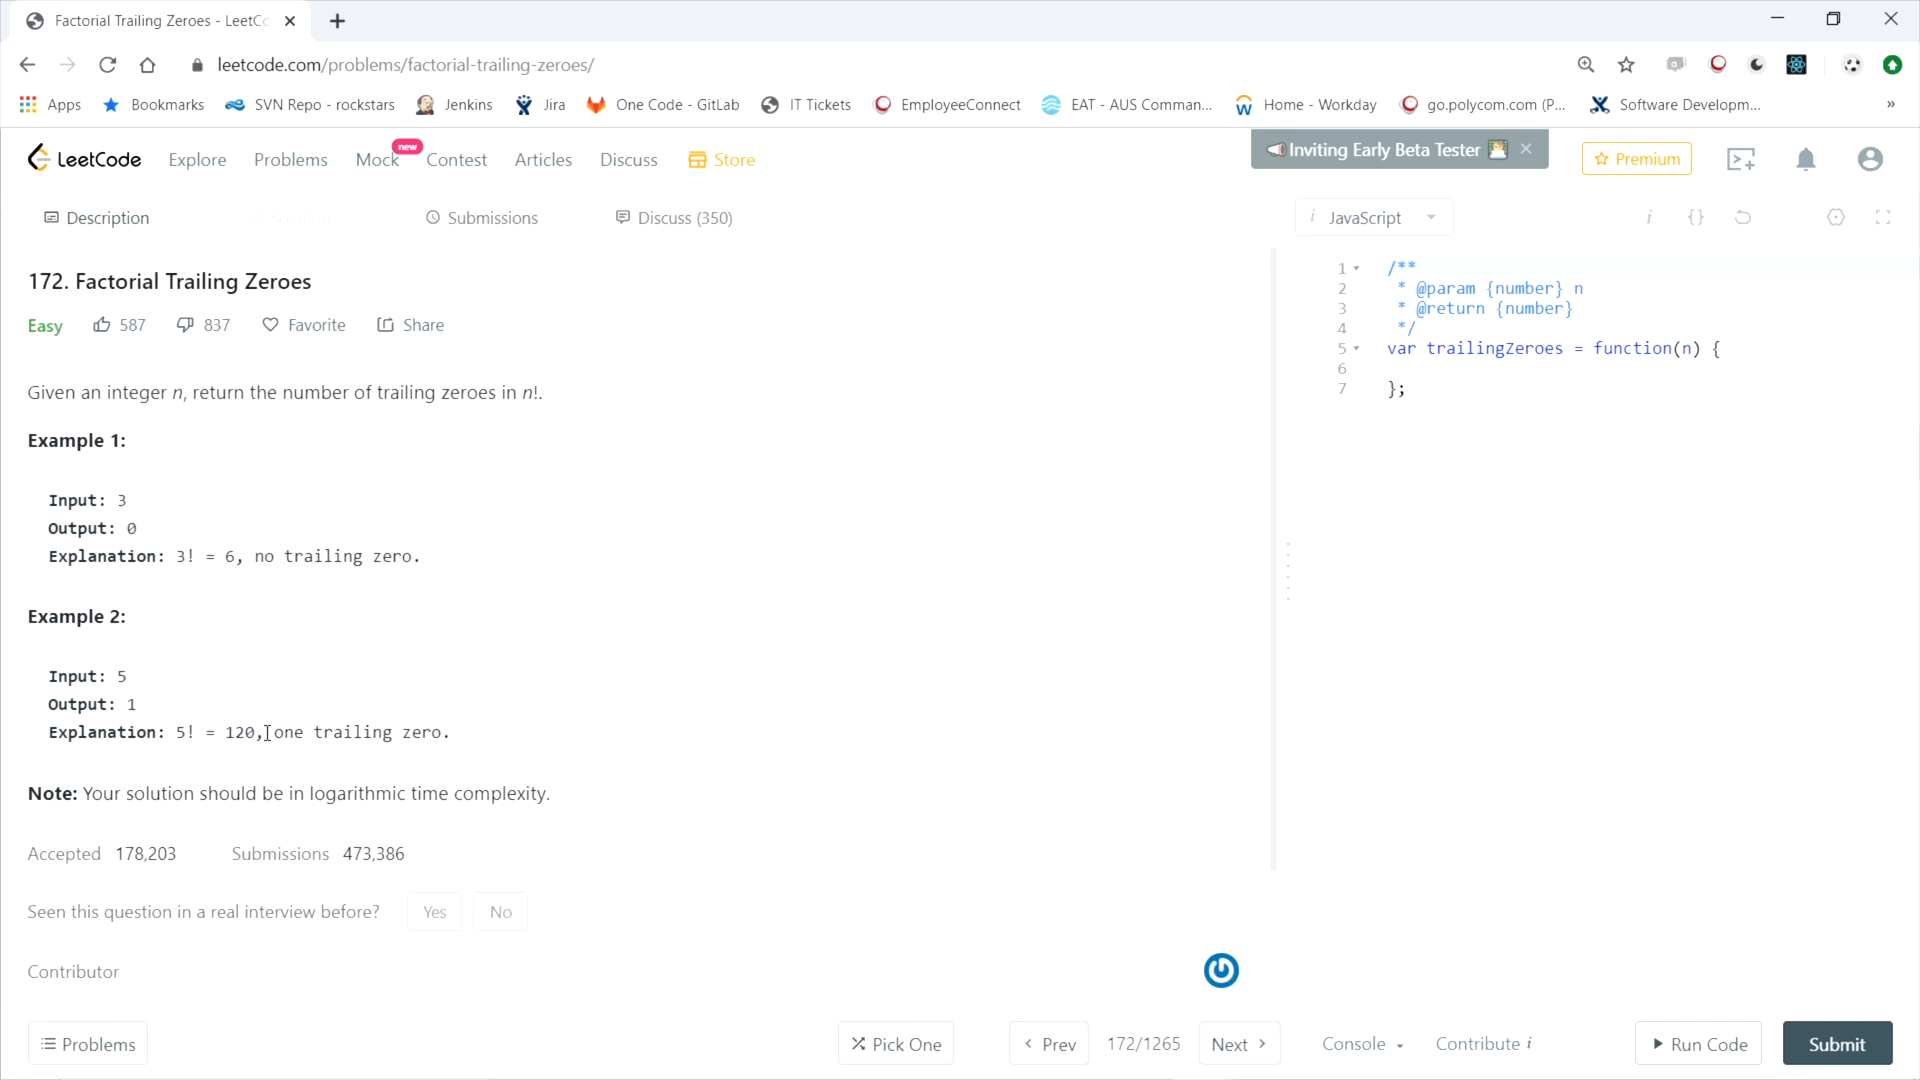 Factorial Trailing Zeroes - LeetCo
leetcode.com/problems/factorial-trailing-zeroes/
Apps Bookmarks SVN Repo - rockstars Jenkins Jira One Code - GitLab IT Tickets EmployeeConnect EAT - AUS Comman... Home - Workday go.polycom.com (P... Software Developm... »
LeetCode Explore Problems Mock new Contest Articles Discuss Store Inviting Early Beta Tester Premium
Description Solution Submissions Discuss (350) i JavaScript i {}
172. Factorial Trailing Zeroes
Easy 587 837 Favorite Share
Given an integer n, return the number of trailing zeroes in n!.
Example 1:
Input: 3
Output: 0
Explanation: 3! = 6, no trailing zero.
Example 2:
Input: 5
Output: 1
Explanation: 5! = 120, one trailing zero.
Note: Your solution should be in logarithmic time complexity.
Accepted 178,203 Submissions 473,386
Seen this question in a real interview before? Yes No
Contributor
1 /**
2 * @param {number} n
3 * @return {number}
4 */
5 var trailingZeroes = function(n) {
6
7 };
Problems Pick One Prev 172/1265 Next Console Contribute i Run Code Submit